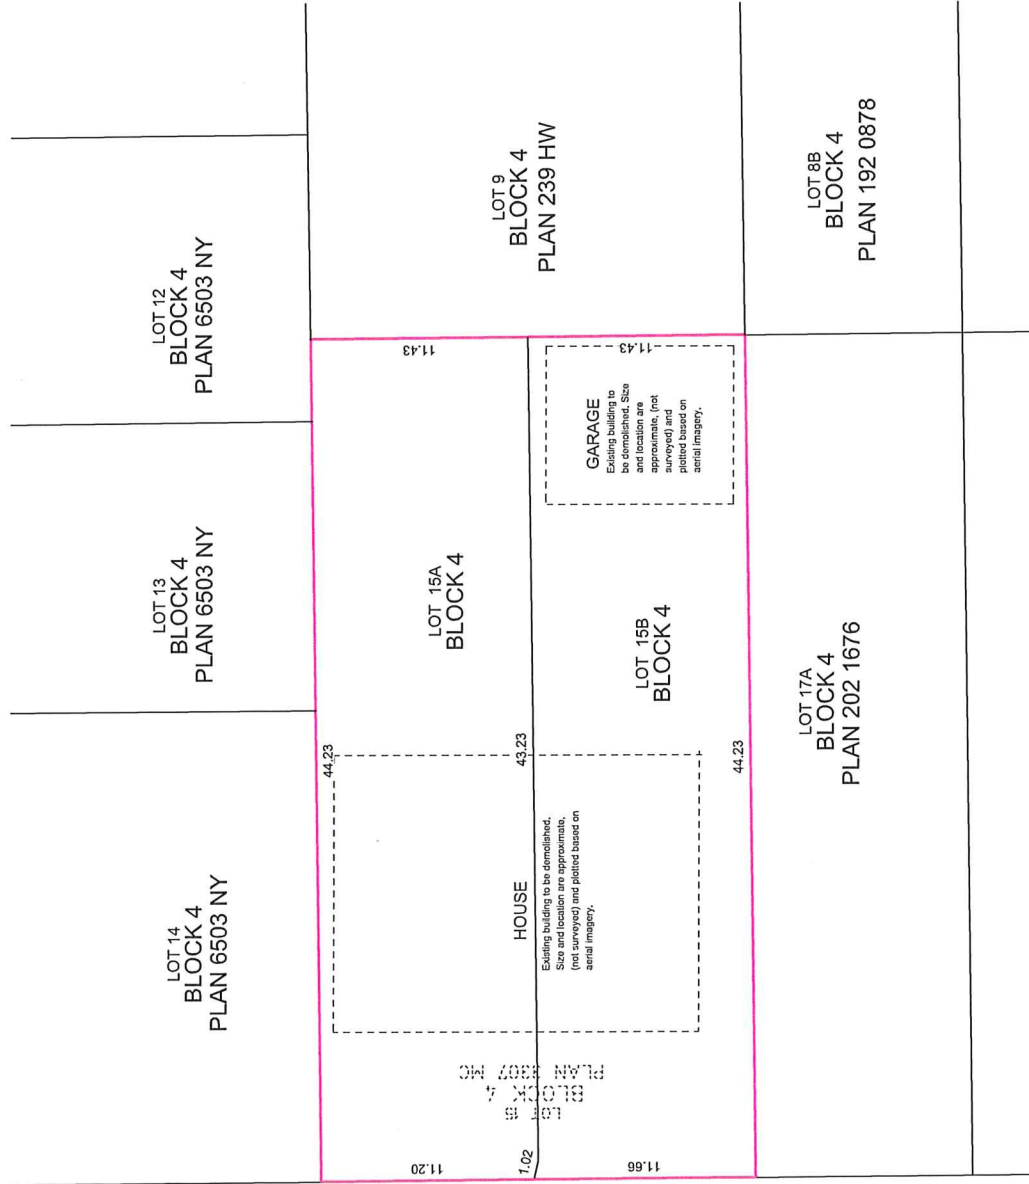 LOT 12
BLOCK 4
PLAN 6503 NY
LOT 13
BLOCK 4
PLAN 6503 NY
LOT 14
BLOCK 4
PLAN 6503 NY
LOT 9
BLOCK 4
PLAN 239 HW
LOT 8B
BLOCK 4
PLAN 192 0878
11.43
11.43
GARAGE
Existing building to
be demolished. Size
and location are
approximate, (not
surveyed) and
plotted based on
aerial imagery.
LOT 15A
BLOCK 4
LOT 15B
BLOCK 4
LOT 17A
BLOCK 4
PLAN 202 1676
44.23
43.23
44.23
HOUSE
Existing building to be demolished.
Size and location are approximate,
(not surveyed) and plotted based on
aerial imagery.
LOT 15
BLOCK 4
PLAN 3307 MC
11.20
1.02
11.66